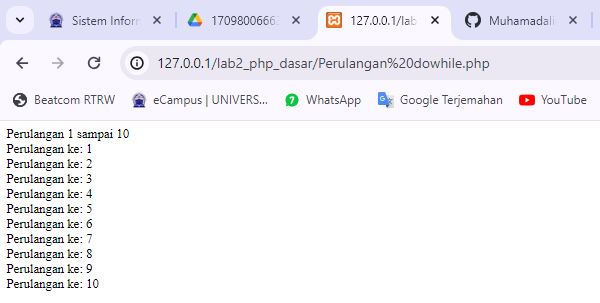 Sistem Inform
1709800666.
127.0.0.1/lab
Muhamadali
127.0.0.1/lab2_php_dasar/Perulangan%20dowhile.php
Beatcom RTRW
eCampus | UNIVERS...
WhatsApp
Google Terjemahan
YouTube
Perulangan 1 sampai 10
Perulangan ke: 1
Perulangan ke: 2
Perulangan ke: 3
Perulangan ke: 4
Perulangan ke: 5
Perulangan ke: 6
Perulangan ke: 7
Perulangan ke: 8
Perulangan ke: 9
Perulangan ke: 10